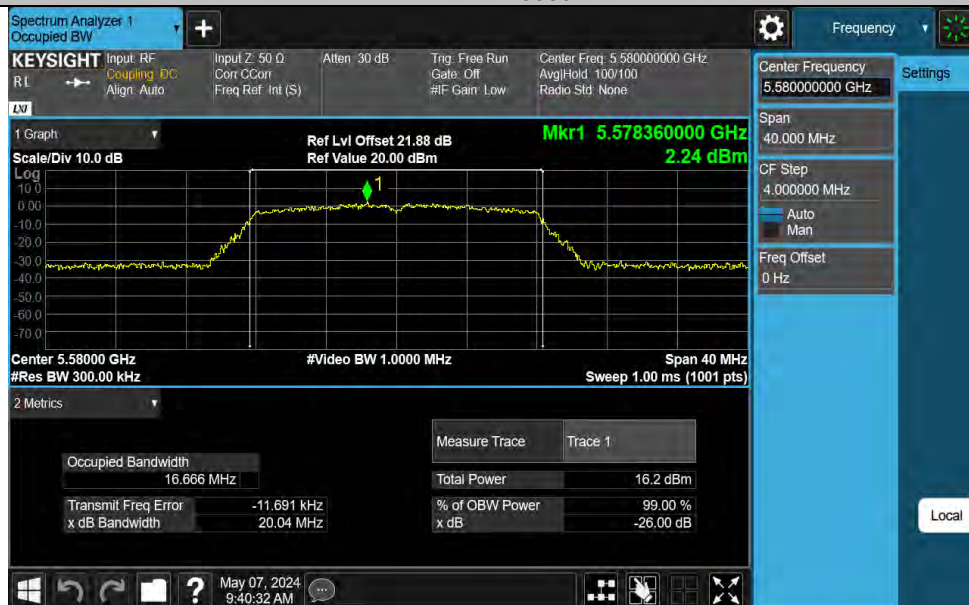 Spectrum Analyzer 1
Occupied BW
+
Frequency
KEYSIGHT
RL
LXI
Input: RF
Coupling: DC
Align: Auto
Input Z: 50 Ω
Corr CCorr
Freq Ref: Int (S)
Atten: 30 dB
Trig: Free Run
Gate: Off
#IF Gain: Low
Center Freq: 5.580000000 GHz
Avg|Hold: 100/100
Radio Std: None
Center Frequency
5.580000000 GHz
Settings
Span
40.000 MHz
CF Step
4.000000 MHz
Auto
Man
Freq Offset
0 Hz
Local
1 Graph
Scale/Div 10.0 dB
Ref Lvl Offset 21.88 dB
Ref Value 20.00 dBm
Mkr1 5.578360000 GHz
2.24 dBm
Log
10.0
0.00
-10.0
-20.0
-30.0
-40.0
-50.0
-60.0
-70.0
1
Center 5.58000 GHz
#Res BW 300.00 kHz
#Video BW 1.0000 MHz
Span 40 MHz
Sweep 1.00 ms (1001 pts)
2 Metrics
Measure Trace Trace 1
Occupied Bandwidth
16.666 MHz
Total Power 16.2 dBm
Transmit Freq Error -11.691 kHz
% of OBW Power 99.00 %
x dB Bandwidth 20.04 MHz
x dB -26.00 dB
?
May 07, 2024
9:40:32 AM